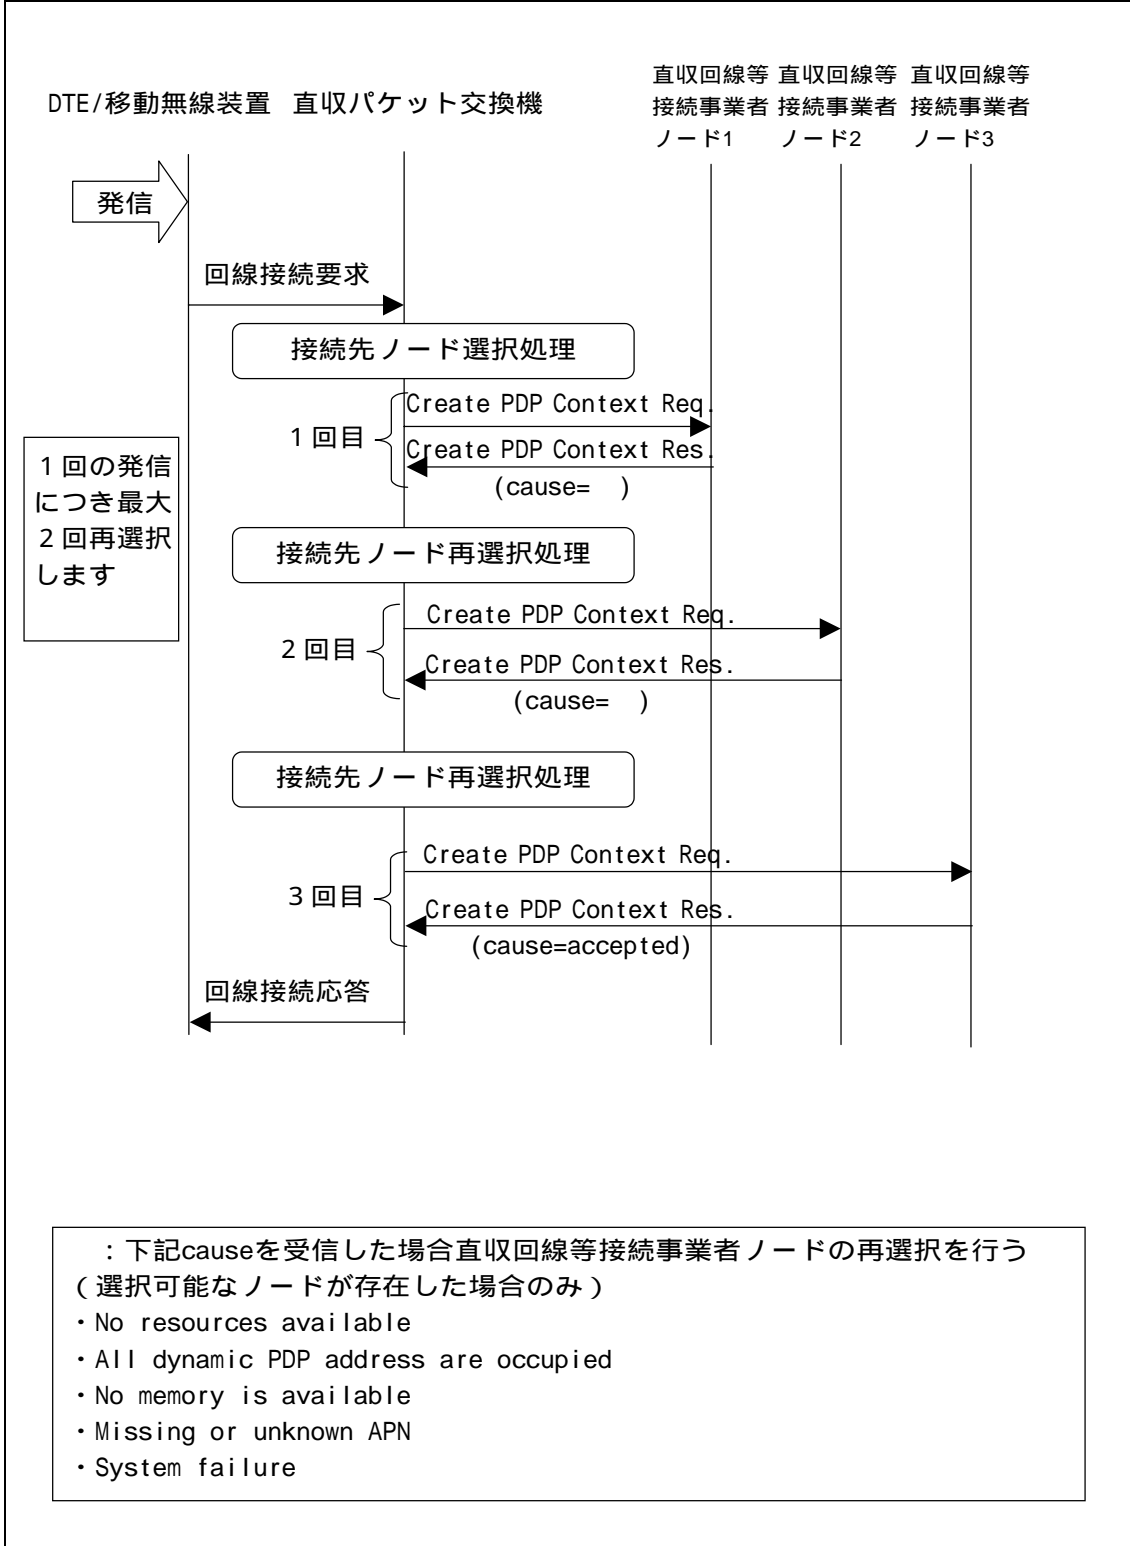 直収回線等 直収回線等 直収回線等
DTE/移動無線装置 直収パケット交換機 接続事業者 接続事業者 接続事業者
ノード1 ノード2 ノード3
発信
回線接続要求
接続先ノード選択処理
Create PDP Context Req.
1回目
Create PDP Context Res.
(cause=  )
1回の発信
につき最大
2回再選択
します
接続先ノード再選択処理
Create PDP Context Req.
2回目
Create PDP Context Res.
(cause=  )
接続先ノード再選択処理
Create PDP Context Req.
3回目
Create PDP Context Res.
(cause=accepted)
回線接続応答
:下記causeを受信した場合直収回線等接続事業者ノードの再選択を行う
(選択可能なノードが存在した場合のみ)
・No resources available
・All dynamic PDP address are occupied
・No memory is available
・Missing or unknown APN
・System failure